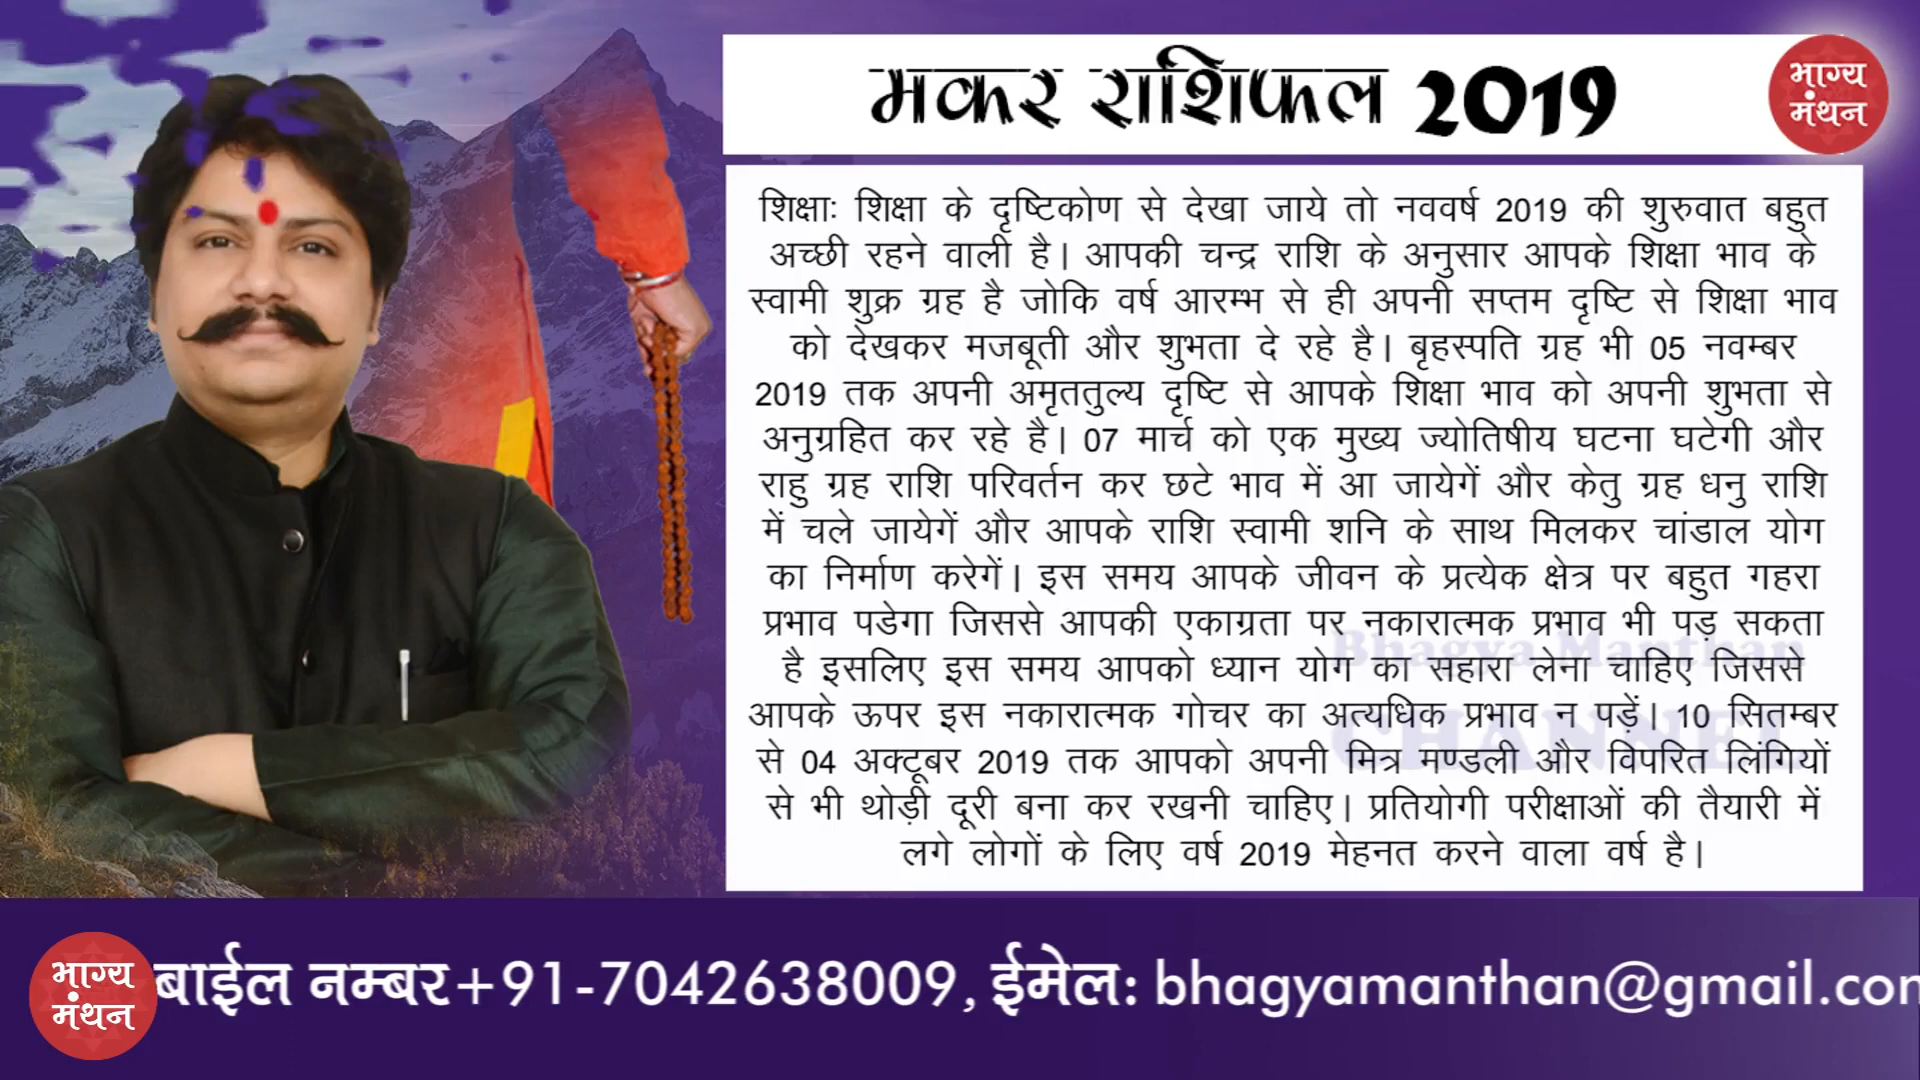 मकर राशिफल 2019
भाग्य
मंथन
शिक्षाः शिक्षा के दृष्टिकोण से देखा जाये तो नववर्ष 2019 की शुरुवात बहुत
अच्छी रहने वाली है। आपकी चन्द्र राशि के अनुसार आपके शिक्षा भाव के
स्वामी शुक्र ग्रह है जोकि वर्ष आरम्भ से ही अपनी सप्तम दृष्टि से शिक्षा भाव
को देखकर मजबूती और शुभता दे रहे है। बृहस्पति ग्रह भी 05 नवम्बर
2019 तक अपनी अमृततुल्य दृष्टि से आपके शिक्षा भाव को अपनी शुभता से
अनुग्रहित कर रहे है। 07 मार्च को एक मुख्य ज्योतिषीय घटना घटेगी और
राहु ग्रह राशि परिवर्तन कर छटे भाव में आ जायेगें और केतु ग्रह धनु राशि
में चले जायेगें और आपके राशि स्वामी शनि के साथ मिलकर चांडाल योग
का निर्माण करेगें। इस समय आपके जीवन के प्रत्येक क्षेत्र पर बहुत गहरा
प्रभाव पडेगा जिससे आपकी एकाग्रता पर नकारात्मक प्रभाव भी पड़ सकता
है इसलिए इस समय आपको ध्यान योग का सहारा लेना चाहिए जिससे
आपके ऊपर इस नकारात्मक गोचर का अत्यधिक प्रभाव न पड़ें। 10 सितम्बर
से 04 अक्टूबर 2019 तक आपको अपनी मित्र मण्डली और विपरित लिंगियों
से भी थोड़ी दूरी बना कर रखनी चाहिए। प्रतियोगी परीक्षाओं की तैयारी में
लगे लोगों के लिए वर्ष 2019 मेहनत करने वाला वर्ष है।
Bhagya Manthan
CHANNEL
भाग्य
मंथन
बाईल नम्बर+91-7042638009, ईमेल: bhagyamanthan@gmail.com